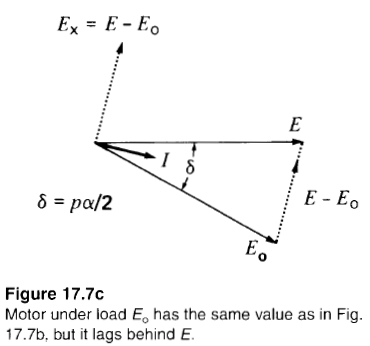 Eₓ = E – Eₒ
E
I
δ
δ = pα/2
E – Eₒ
Eₒ
Figure 17.7c
Motor under load Eₒ has the same value as in Fig.
17.7b, but it lags behind E.